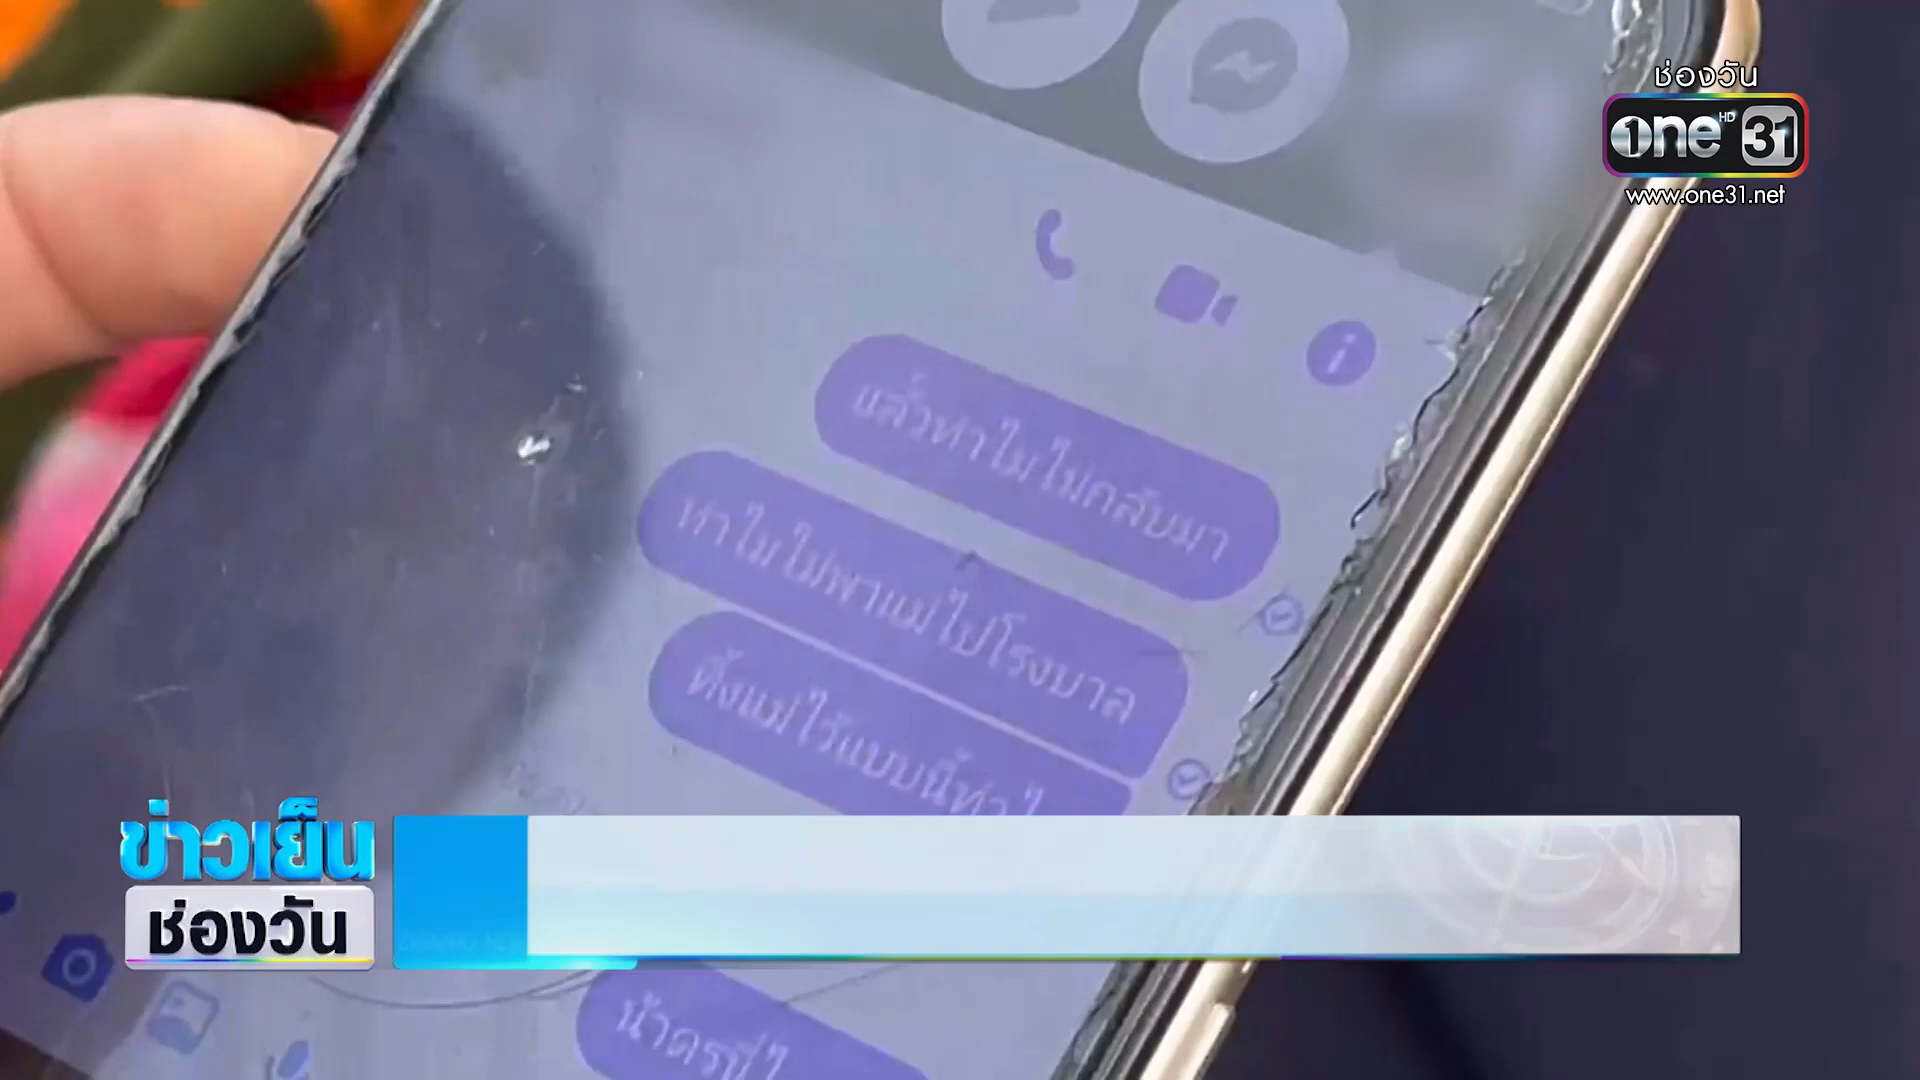 ช่องวัน
one HD 31
www.one31.net
แล้วทำไมไม่กลับมา
ทำไมไม่พาแม่ไปโรงบาล
ทิ้งแม่ไว้แบบนี้ทำไ
ข่าวเย็น
ช่องวัน